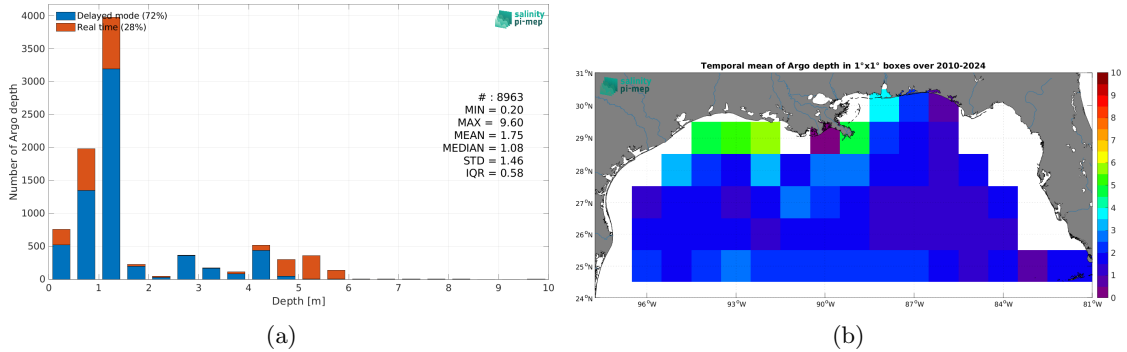 Delayed mode (72%)
Real time (28%)
salinity
pi-mep
4000
3500
3000
2500
2000
1500
1000
500
0
Number of Argo depth
# : 8963
MIN = 0.20
MAX = 9.60
MEAN = 1.75
MEDIAN = 1.08
STD = 1.46
IQR = 0.58
0 1 2 3 4 5 6 7 8 9 10
Depth [m]
(a)
Temporal mean of Argo depth in 1°x1° boxes over 2010-2024
salinity
pi-mep
31°N
30°N
29°N
28°N
27°N
26°N
25°N
24°N
96°W 93°W 90°W 87°W 84°W 81°W
10
9
8
7
6
5
4
3
2
1
0
(b)